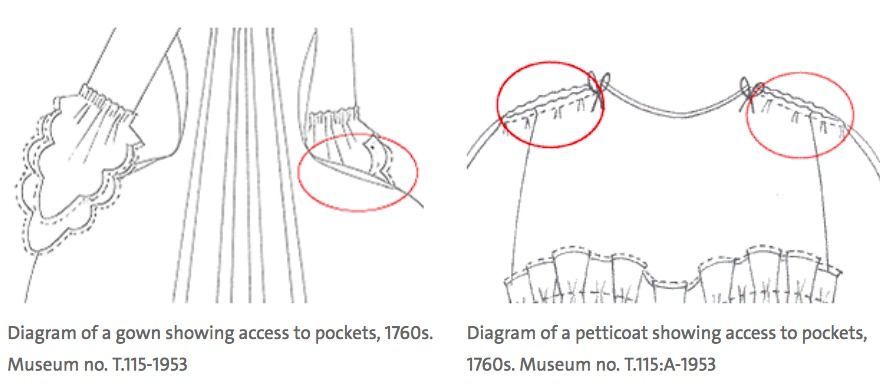 Diagram of a gown showing access to pockets, 1760s.
Museum no. T.115-1953
Diagram of a petticoat showing access to pockets,
1760s. Museum no. T.115:A-1953